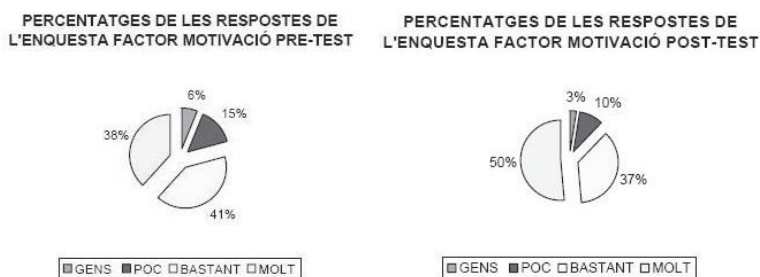 PERCENTATGES DE LES RESPOSTES DE
L'ENQUESTA FACTOR MOTIVACIÓ PRE-TEST
6%
15%
38%
41%
GENS POC BASTANT MOLT
PERCENTATGES DE LES RESPOSTES DE
L'ENQUESTA FACTOR MOTIVACIÓ POST-TEST
3%
10%
50%
37%
GENS POC BASTANT MOLT